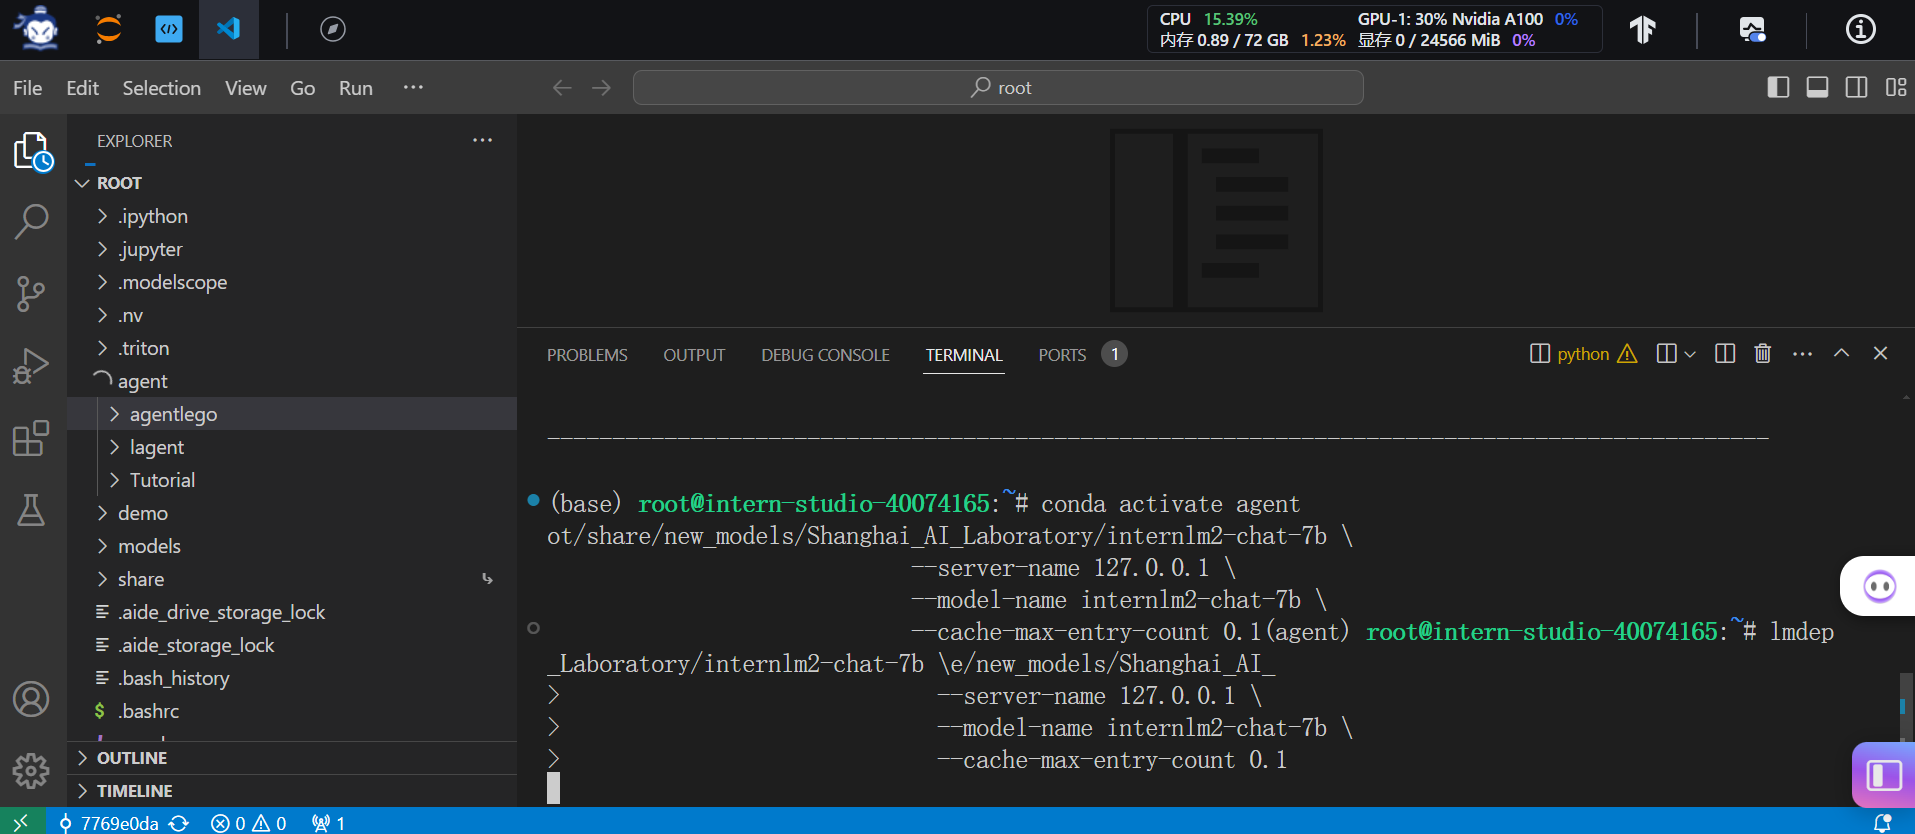 CPU 15.39% GPU-1: 30% Nvidia A100 0%
内存 0.89 / 72 GB 1.23% 显存 0 / 24566 MiB 0%
File Edit Selection View Go Run ···
root
EXPLORER ···
ROOT
.ipython
.jupyter
.modelscope
.nv
.triton
agent
agentlego
lagent
Tutorial
demo
models
share
.aide_drive_storage_lock
.aide_storage_lock
.bash_history
.bashrc
OUTLINE
TIMELINE
PROBLEMS OUTPUT DEBUG CONSOLE TERMINAL PORTS 1
python ···
--------------------------------------------------------------------------------------------
(base) root@intern-studio-40074165:~# conda activate agent
ot/share/new_models/Shanghai_AI_Laboratory/internlm2-chat-7b \
--server-name 127.0.0.1 \
--model-name internlm2-chat-7b \
--cache-max-entry-count 0.1(agent) root@intern-studio-40074165:~# lmdep
_Laboratory/internlm2-chat-7b \e/new_models/Shanghai_AI_
> --server-name 127.0.0.1 \
> --model-name internlm2-chat-7b \
> --cache-max-entry-count 0.1
7769e0da 0 0 1